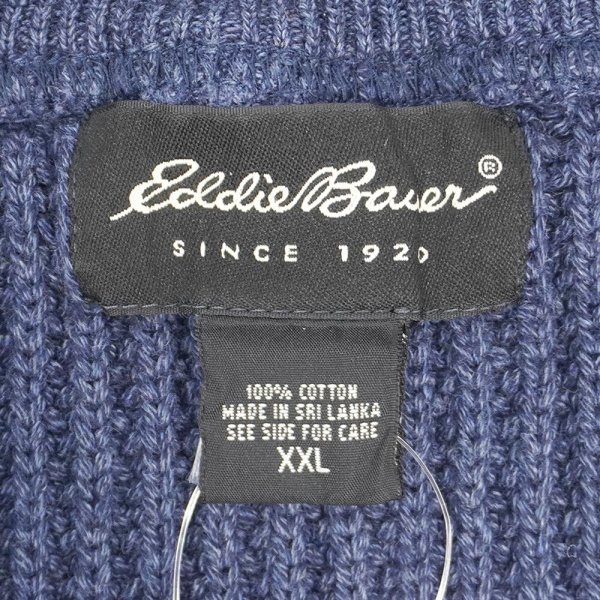 Eddie Bauer®
SINCE 1920
100% COTTON
MADE IN SRI LANKA
SEE SIDE FOR CARE
XXL
G